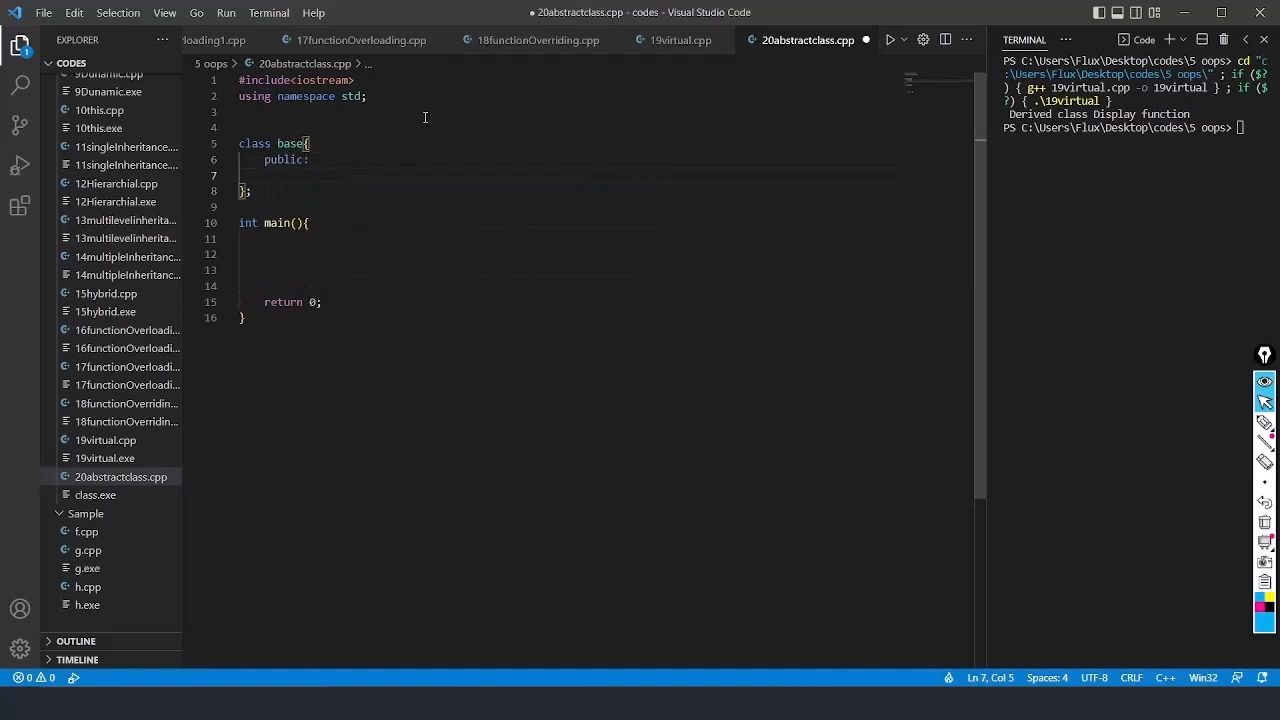 File Edit Selection View Go Run Terminal Help
20abstractclass.cpp - codes - Visual Studio Code
EXPLORER
rloading1.cpp 17functionOverloading.cpp 18functionOverriding.cpp 19virtual.cpp 20abstractclass.cpp
CODES
5 oops > 20abstractclass.cpp > ...
9Dunamic.cpp
9Dunamic.exe
10this.cpp
10this.exe
11singleInheritance....
11singleInheritance....
12Hierarchial.cpp
12Hierarchial.exe
13multilevelinherita...
13multilevelinherita...
14multipleInheritanc...
14multipleInheritanc...
15hybrid.cpp
15hybrid.exe
16functionOverloadi...
16functionOverloadi...
17functionOverloadi...
17functionOverloadi...
18functionOverridin...
18functionOverridin...
19virtual.cpp
19virtual.exe
20abstractclass.cpp
class.exe
Sample
f.cpp
g.cpp
g.exe
h.cpp
h.exe
OUTLINE
TIMELINE
1 #include<iostream>
2 using namespace std;
3
4
5 class base{
6 public:
7
8 };
9
10 int main(){
11
12
13
14
15 return 0;
16 }
TERMINAL ... Code
PS C:\Users\Flux\Desktop\codes\5 oops> cd "c
:\Users\Flux\Desktop\codes\5 oops\" ; if ($
?) { g++ 19virtual.cpp -o 19virtual } ; if (
$?) { .\19virtual }
Derived class Display function
PS C:\Users\Flux\Desktop\codes\5 oops>
0 0
Ln 7, Col 5 Spaces: 4 UTF-8 CRLF C++ Win32